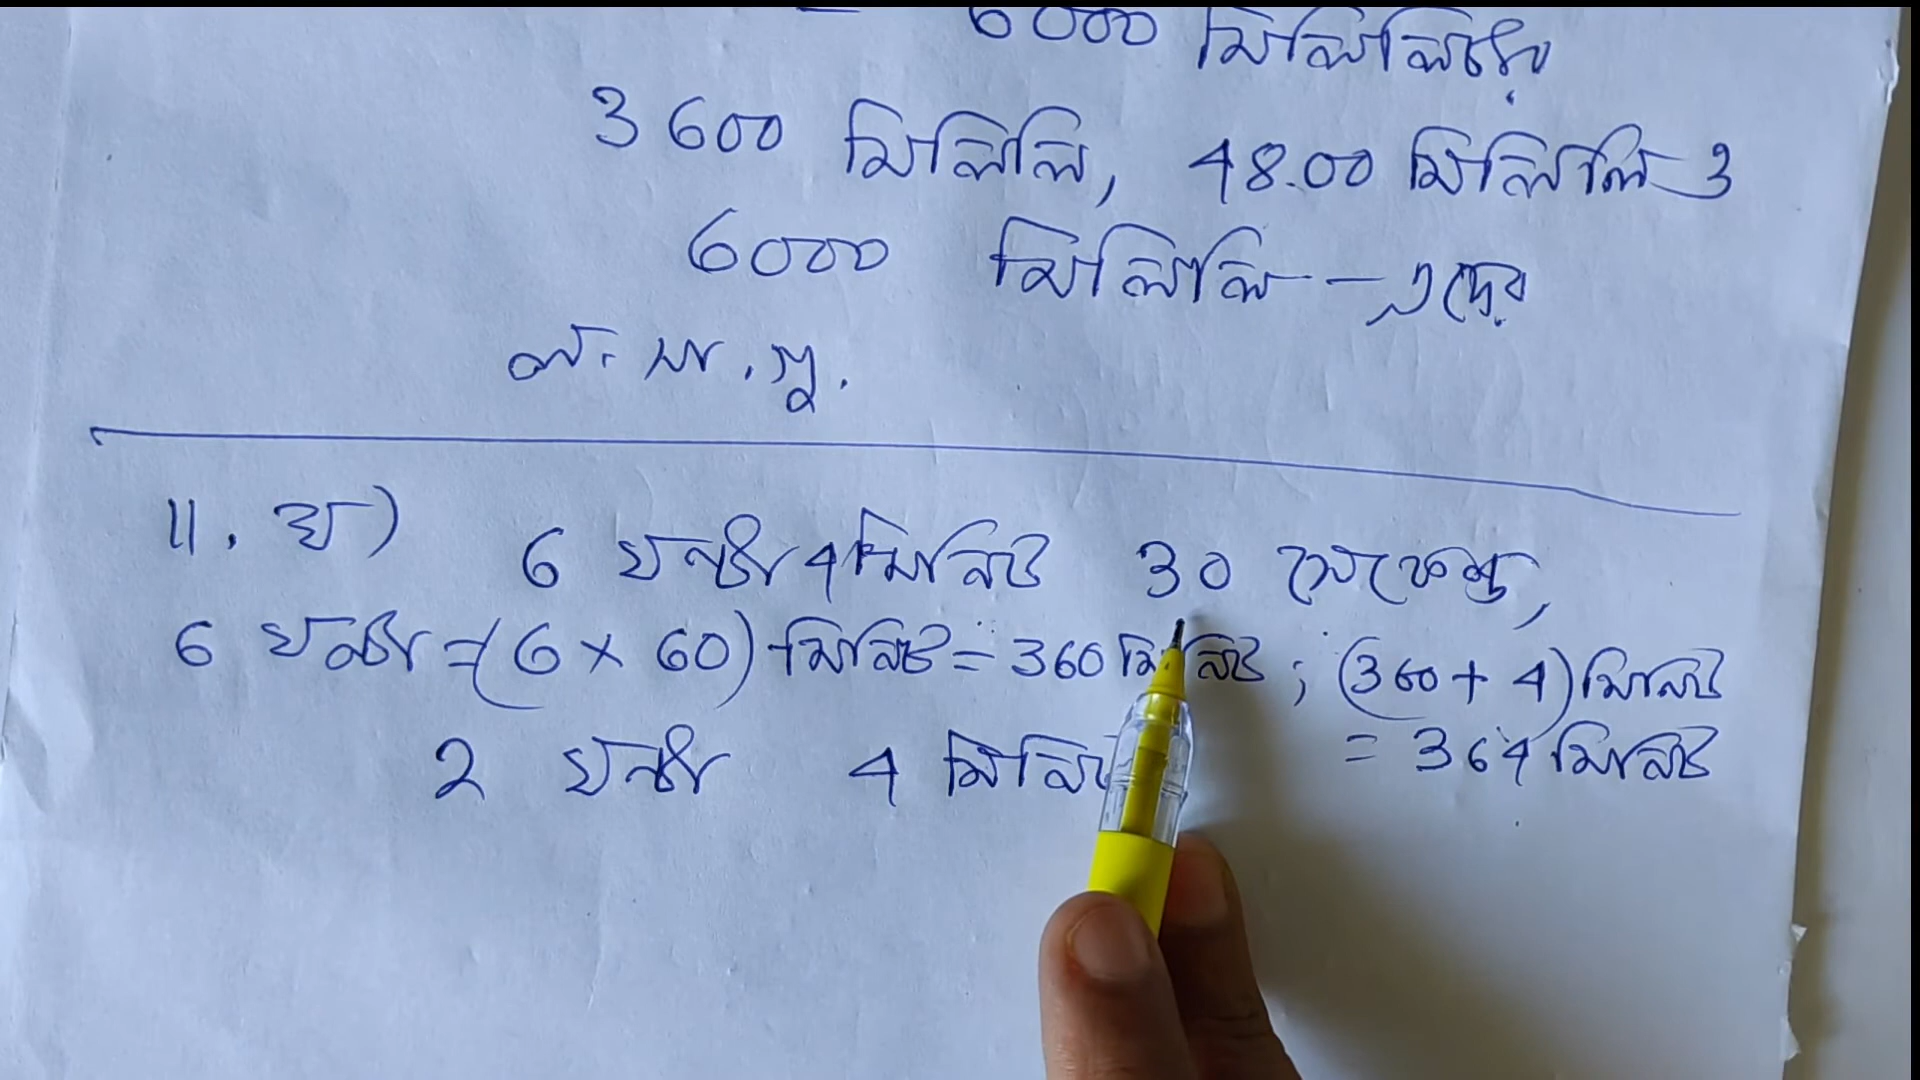 = 6000 মিলিলিটার
3600 মিলিলি, 4800 মিলিলি ও
6000 মিলিলি -- এদের
ল. সা. গু.
11. ঘ) 6 ঘন্টা 4 মিনিট 30 সেকেন্ড,
6 ঘন্টা = (6 × 60) মিনিট = 360 মিনিট ; (360 + 4) মিনিট
2 ঘন্টা 4 মিনিট = 364 মিনিট